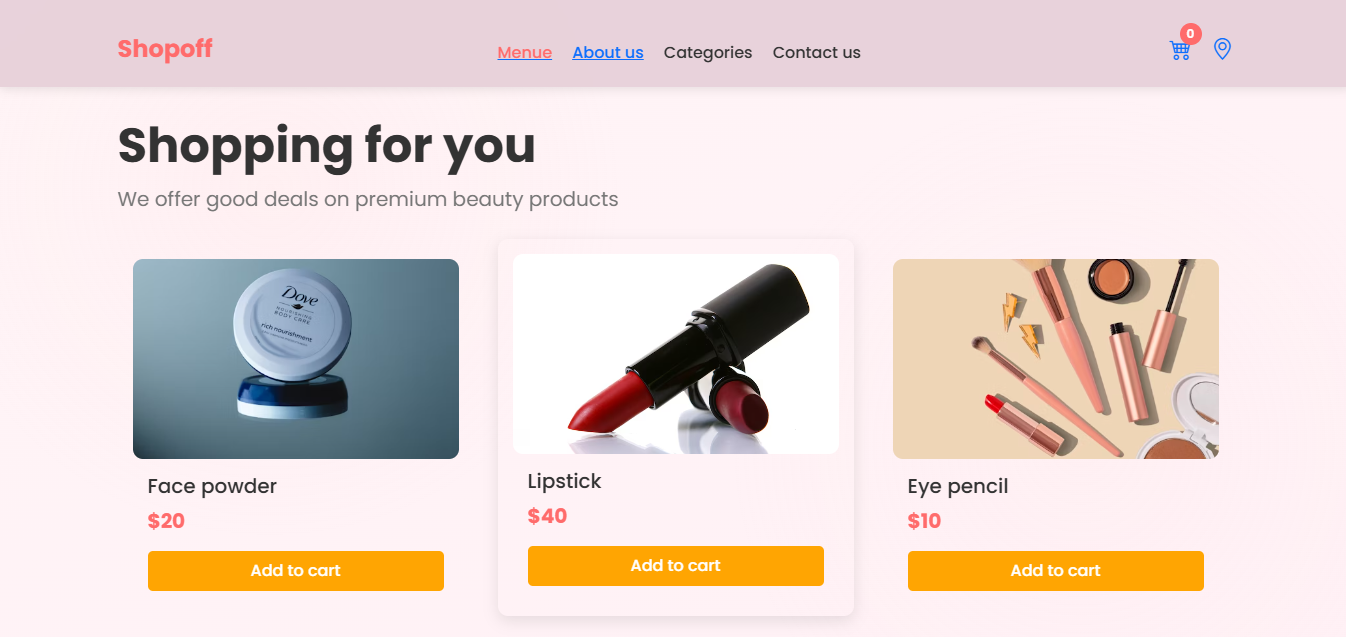 Shopoff
Menue About us Categories Contact us
0
Shopping for you
We offer good deals on premium beauty products
Dove
NOURISHING
BODY CARE
rich nourishment
Face powder
$20
Add to cart
Lipstick
$40
Add to cart
Eye pencil
$10
Add to cart